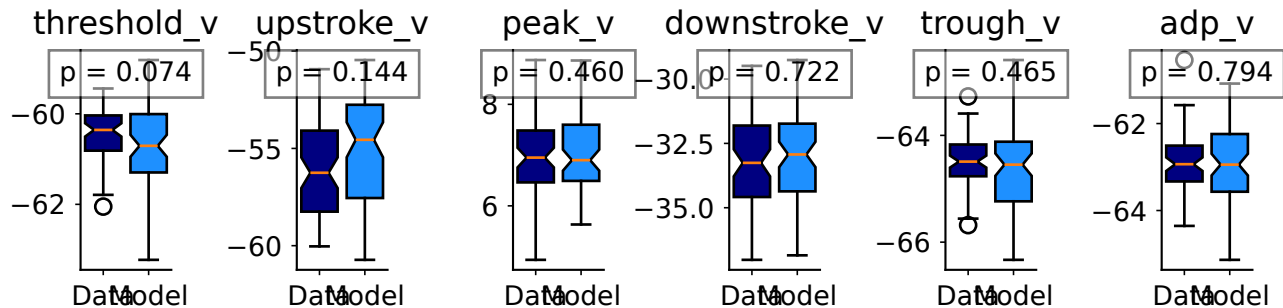 threshold_v
p = 0.074
−60
−62
Data
Model
upstroke_v
−50
p = 0.144
−55
−60
Data
Model
peak_v
p = 0.460
8
6
Data
Model
downstroke_v
−30.0
p = 0.722
−32.5
−35.0
Data
Model
trough_v
p = 0.465
−64
−66
Data
Model
adp_v
p = 0.794
−62
−64
Data
Model